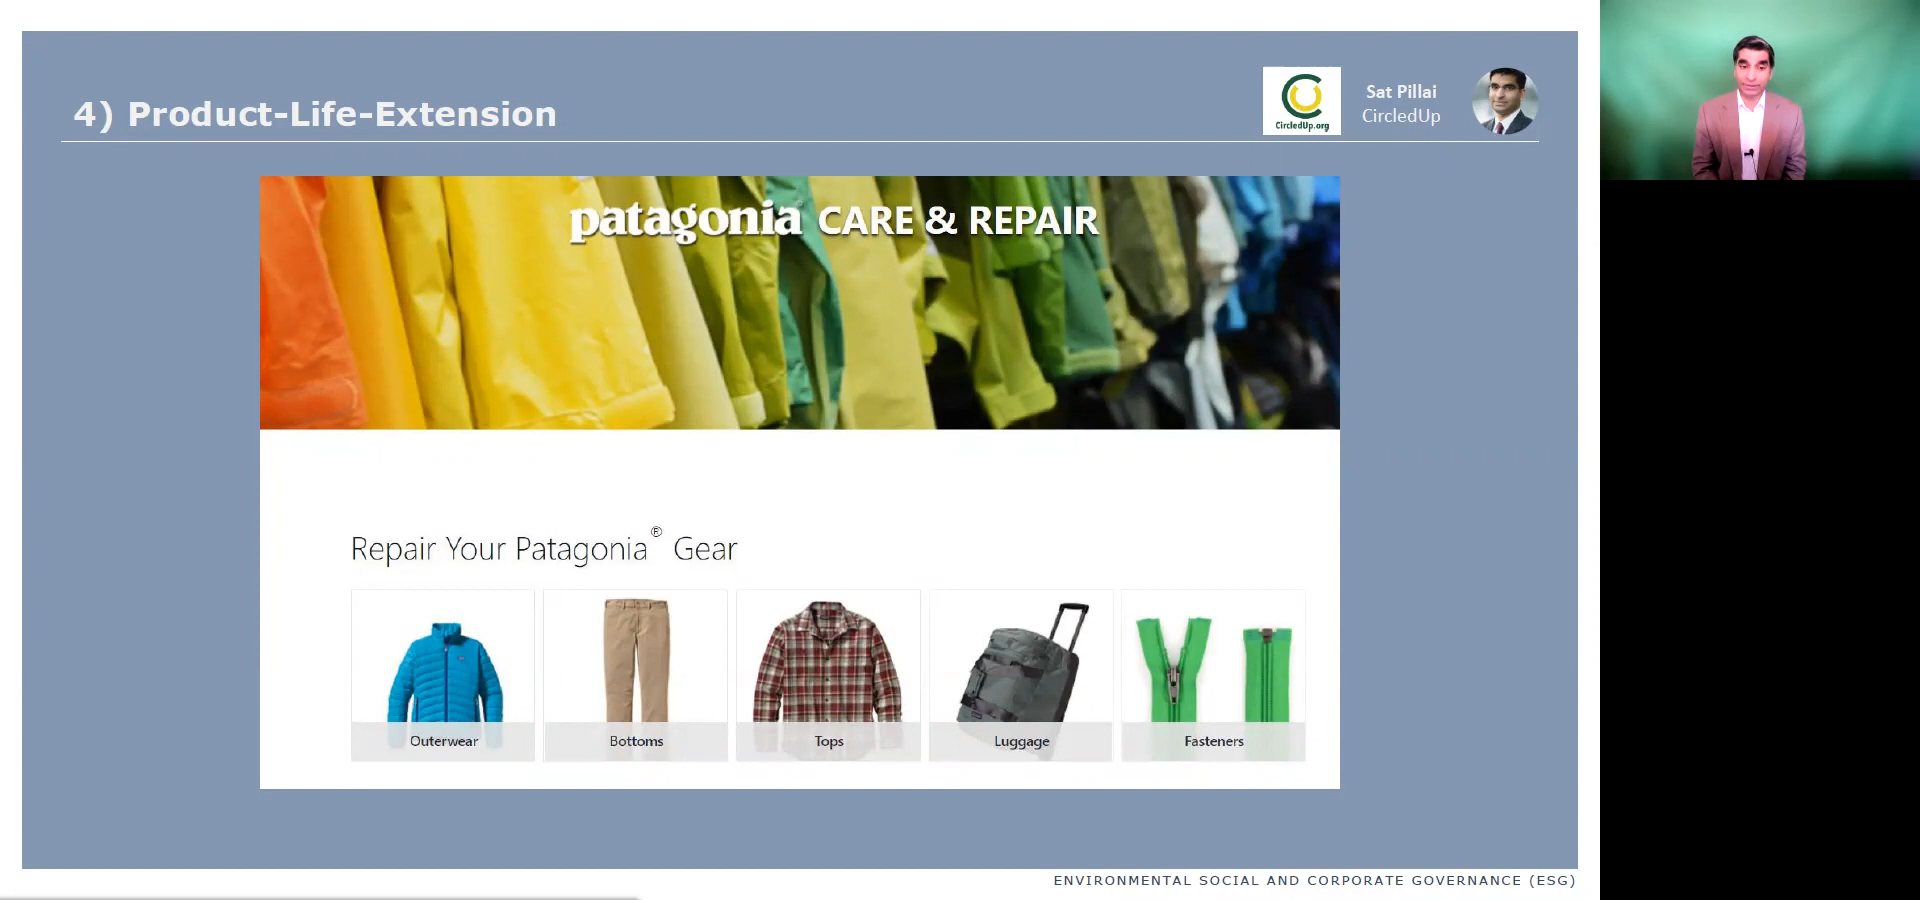 4) Product-Life-Extension
CircledUp.org
Sat Pillai
CircledUp
patagonia® CARE & REPAIR
Repair Your Patagonia® Gear
Outerwear
Bottoms
Tops
Luggage
Fasteners
ENVIRONMENTAL SOCIAL AND CORPORATE GOVERNANCE (ESG)